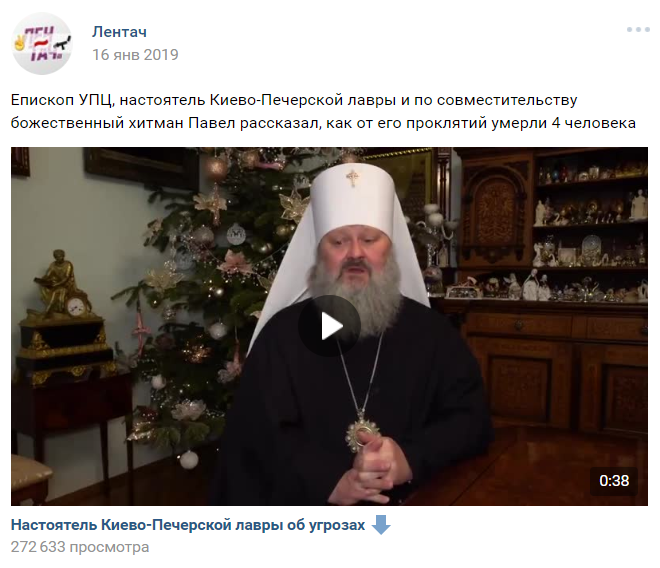 Лентач
16 янв 2019
Епископ УПЦ, настоятель Киево-Печерской лавры и по совместительству
божественный хитман Павел рассказал, как от его проклятий умерли 4 человека
0:38
Настоятель Киево-Печерской лавры об угрозах
272 633 просмотра